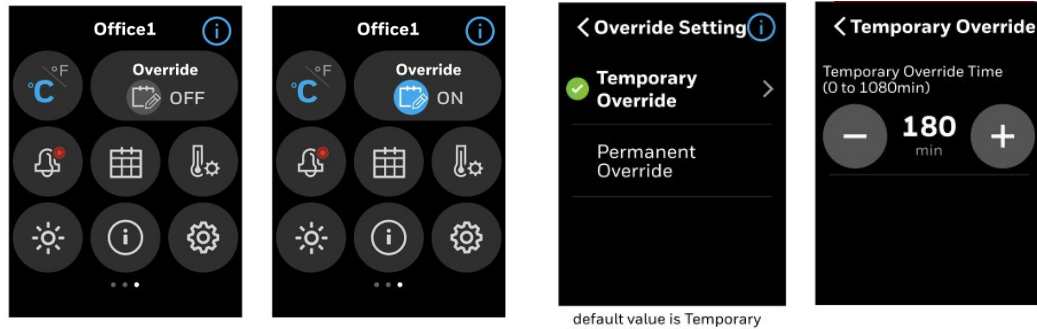 Office1
°C °F
Override
OFF
Office1
°C °F
Override
ON
Override Setting
Temporary
Override
Permanent
Override
default value is Temporary
Temporary Override
Temporary Override Time
(0 to 1080min)
− 180 +
min